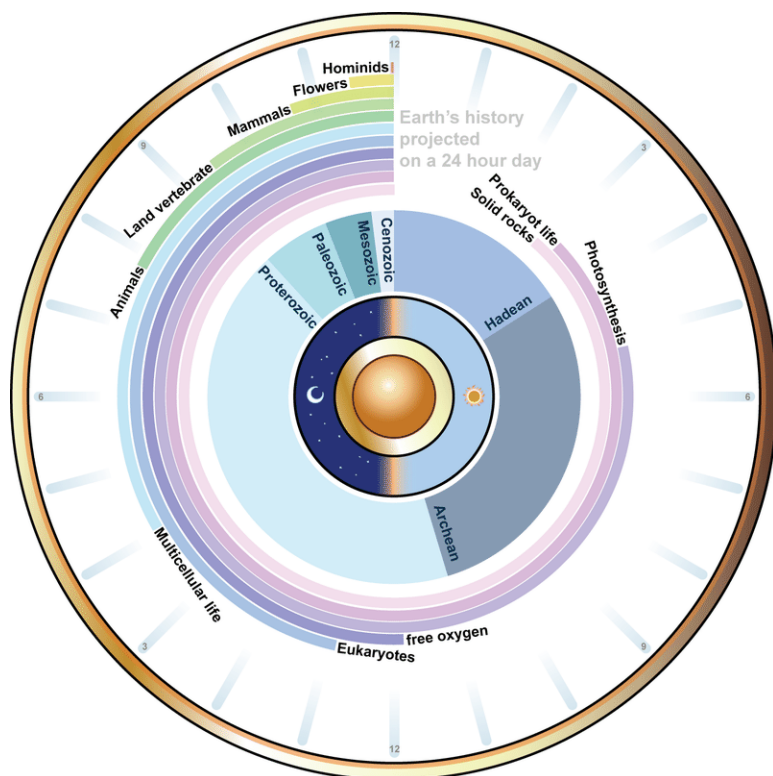 12
Hominids
Flowers
Mammals
Earth's history
projected
on a 24 hour day
9
3
Land vertebrate
Prokaryot life
Solid rocks
Photosynthesis
Animals
Cenozoic
Mesozoic
Paleozoic
Proterozoic
Hadean
6
6
Archean
Multicellular life
free oxygen
Eukaryotes
3
9
12